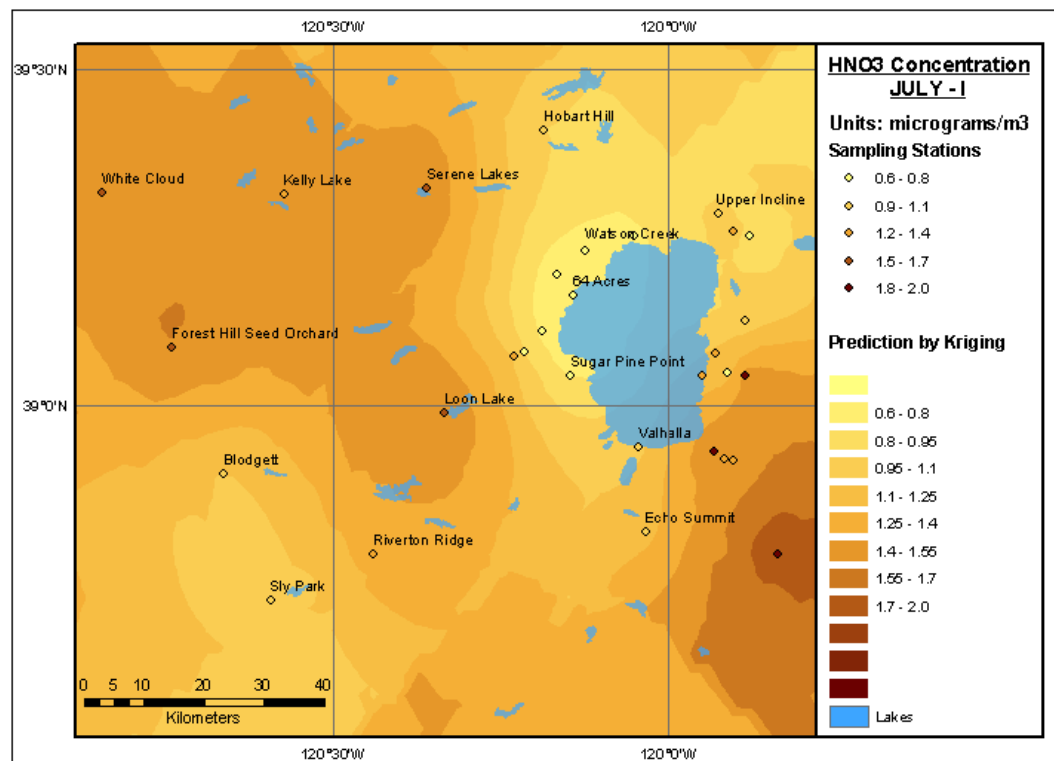 120°30'W 120°0'W
39°30'N
39°0'N
Hobart Hill
White Cloud
Kelly Lake
Serene Lakes
Upper Incline
Watson Creek
64 Acres
Forest Hill Seed Orchard
Sugar Pine Point
Loon Lake
Valhalla
Blodgett
Echo Summit
Riverton Ridge
Sly Park
0 5 10 20 30 40
Kilometers
120°30'W 120°0'W
HNO3 Concentration
JULY - I
Units: micrograms/m3
Sampling Stations
0.6 - 0.8
0.9 - 1.1
1.2 - 1.4
1.5 - 1.7
1.8 - 2.0
Prediction by Kriging
0.6 - 0.8
0.8 - 0.95
0.95 - 1.1
1.1 - 1.25
1.25 - 1.4
1.4 - 1.55
1.55 - 1.7
1.7 - 2.0
Lakes